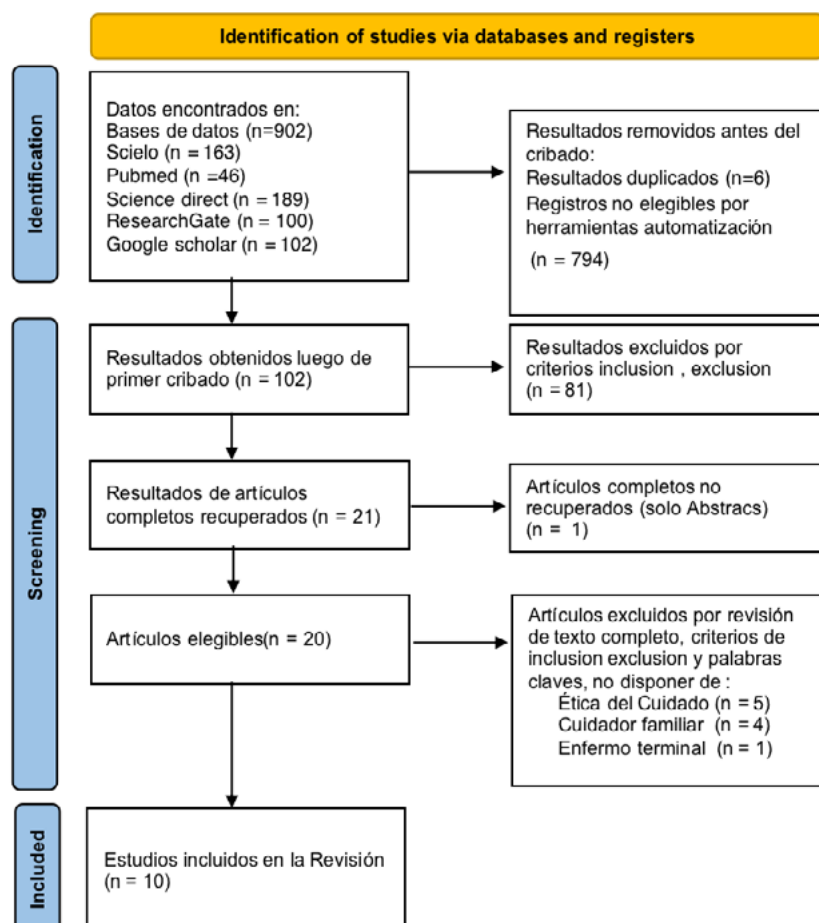 Identification of studies via databases and registers
Identification
Datos encontrados en:
Bases de datos (n=902)
Scielo (n = 163)
Pubmed (n =46)
Science direct (n = 189)
ResearchGate (n = 100)
Google scholar (n = 102)
Resultados removidos antes del
cribado:
Resultados duplicados (n=6)
Registros no elegibles por
herramientas automatización
(n = 794)
Screening
Resultados obtenidos luego de
primer cribado (n = 102)
Resultados excluidos por
criterios inclusion , exclusion
(n = 81)
Resultados de artículos
completos recuperados (n = 21)
Artículos completos no
recuperados (solo Abstracs)
(n = 1)
Artículos elegibles(n = 20)
Artículos excluidos por revisión
de texto completo, criterios de
inclusion exclusion y palabras
claves, no disponer de :
Ética del Cuidado (n = 5)
Cuidador familiar (n = 4)
Enfermo terminal (n = 1)
Included
Estudios incluidos en la Revisión
(n = 10)